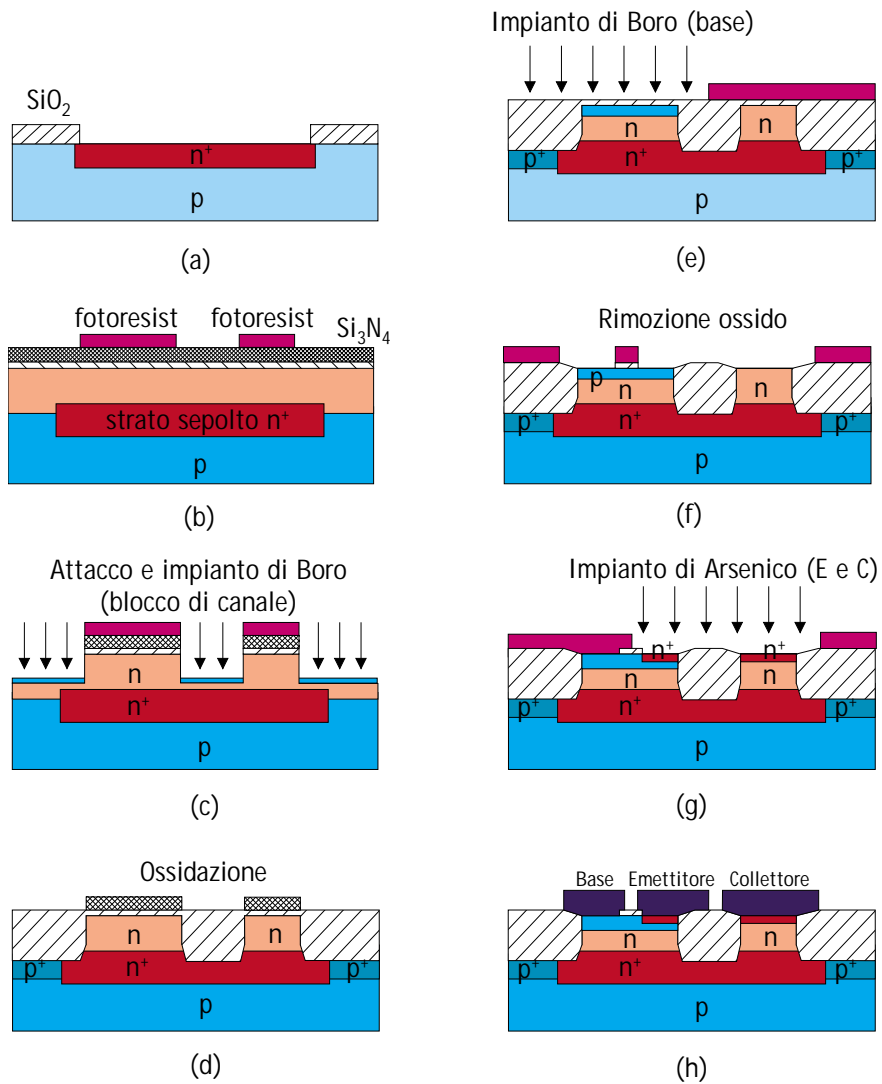 SiO₂
n⁺
p
(a)
fotoresist fotoresist
Si₃N₄
strato sepolto n⁺
p
(b)
Attacco e impianto di Boro
(blocco di canale)
n
n⁺
p
(c)
Ossidazione
n n
p⁺ n⁺ p⁺
p
(d)
Impianto di Boro (base)
n n
p⁺ n⁺ p⁺
p
(e)
Rimozione ossido
p
n n
p⁺ n⁺ p⁺
p
(f)
Impianto di Arsenico (E e C)
n⁺ n⁺
n n
p⁺ n⁺ p⁺
p
(g)
Base Emettitore Collettore
n n
p⁺ n⁺ p⁺
p
(h)